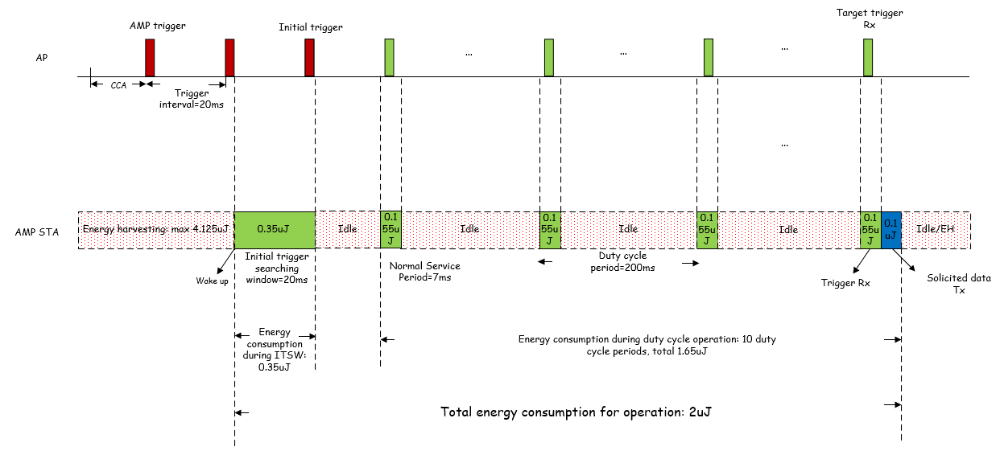 AMP trigger
Initial trigger
Target trigger
Rx
AP
...
...
...
CCA
Trigger
interval=20ms
...
AMP STA
Energy harvesting: max 4.125uJ
0.35uJ
Idle
0.1
55u
J
Idle
0.1
55u
J
Idle
0.1
55u
J
Idle
0.1
55u
J
0.1
uJ
Idle/EH
Wake up
Initial trigger
searching
window=20ms
Normal Service
Period=7ms
Duty cycle
period=200ms
Trigger Rx
Solicited data
Tx
Energy
consumption
during ITSW:
0.35uJ
Energy consumption during duty cycle operation: 10 duty
cycle periods, total 1.65uJ
Total energy consumption for operation: 2uJ